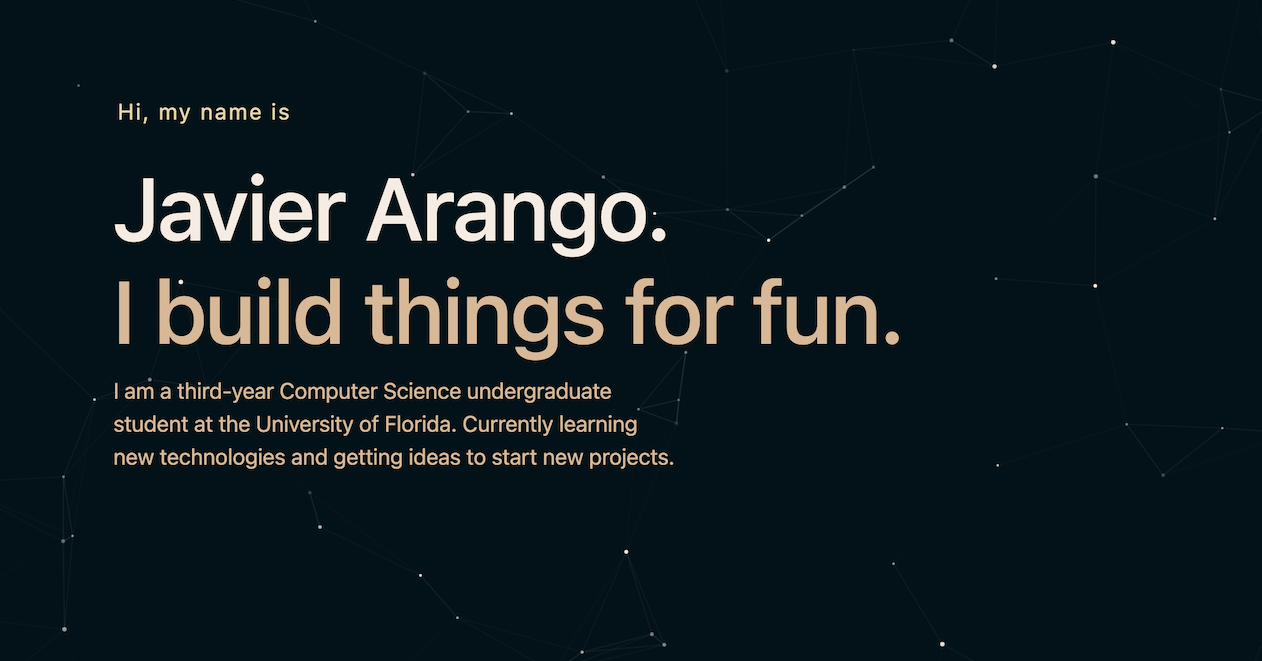 Hi, my name is
Javier Arango.
I build things for fun.
I am a third-year Computer Science undergraduate
student at the University of Florida. Currently learning
new technologies and getting ideas to start new projects.